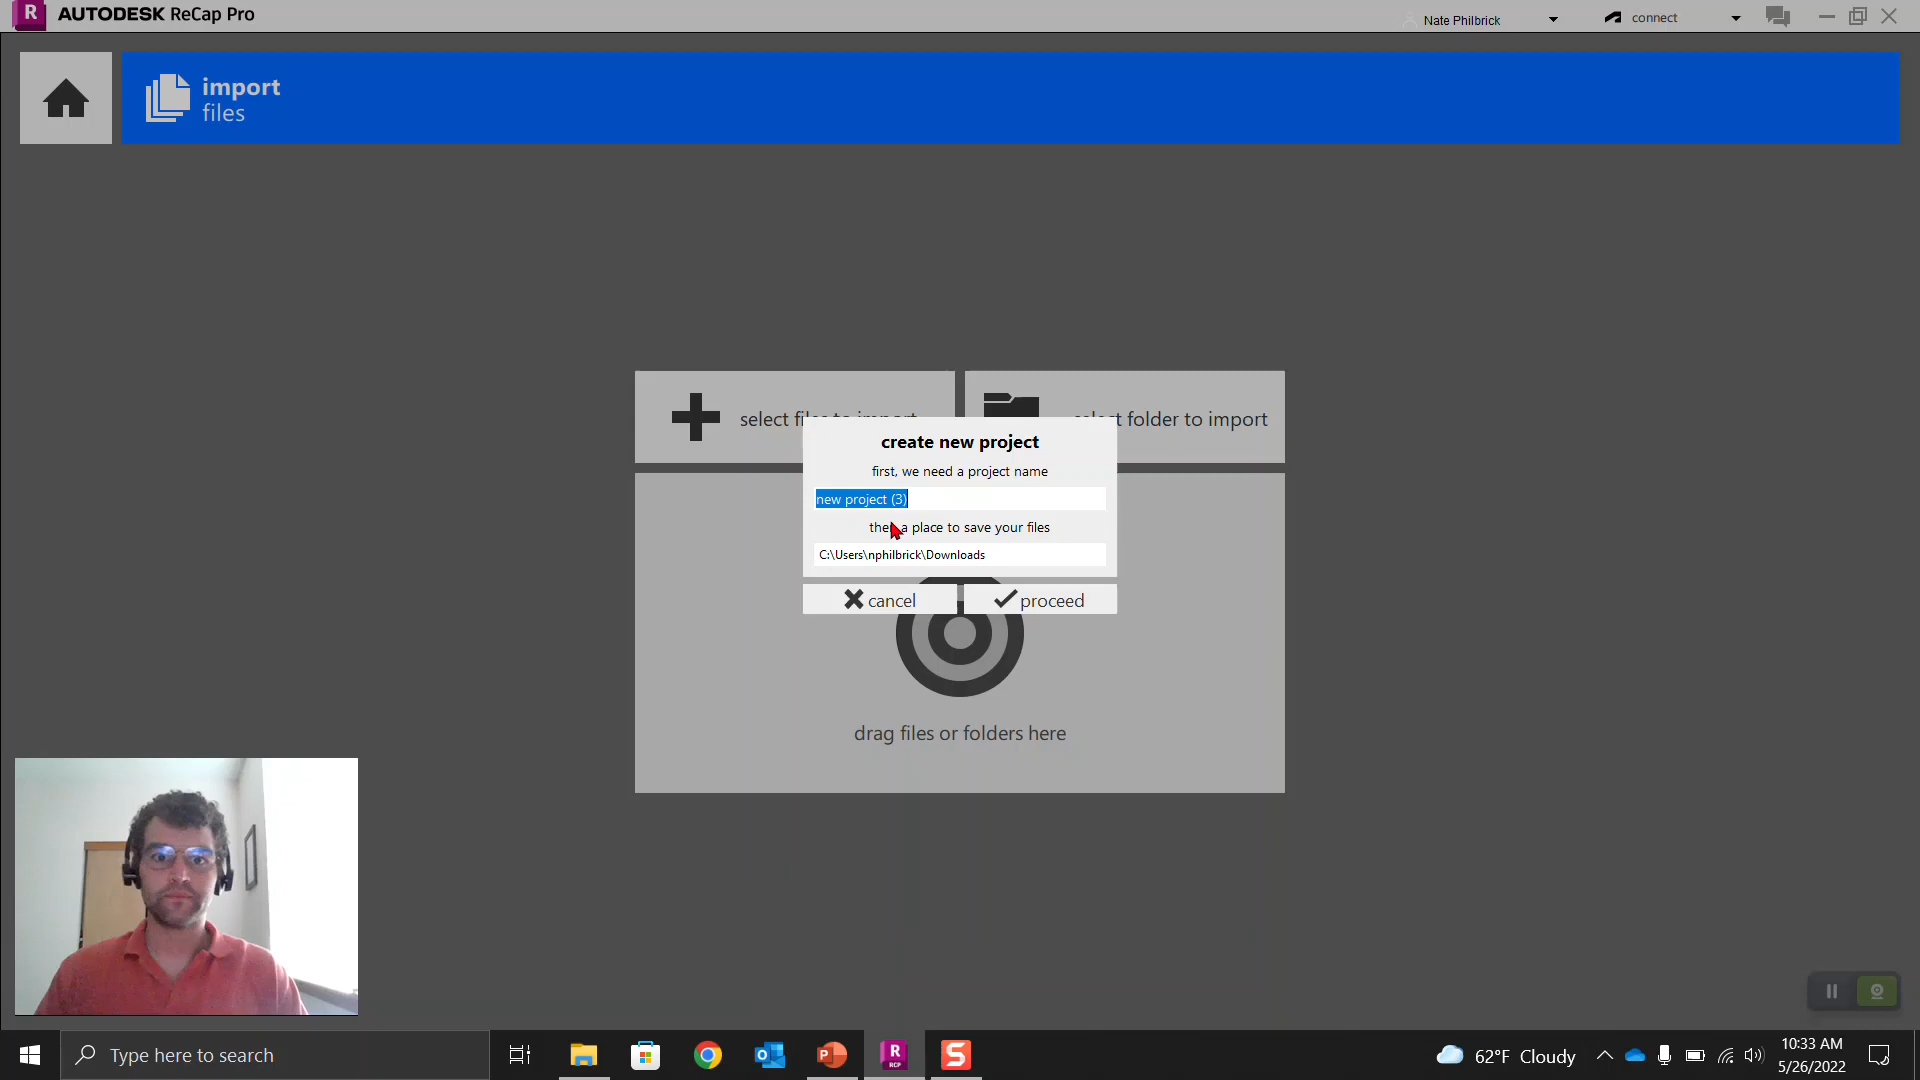 R AUTODESK ReCap Pro
Nate Philbrick
connect
import
files
select folder to import
create new project
first, we need a project name
new project (3)
a place to save your files
C:\Users\nphilbrick\Downloads
cancel
proceed
drag files or folders here
Type here to search
P
R
RCP
S
62°F Cloudy
10:33 AM
5/26/2022